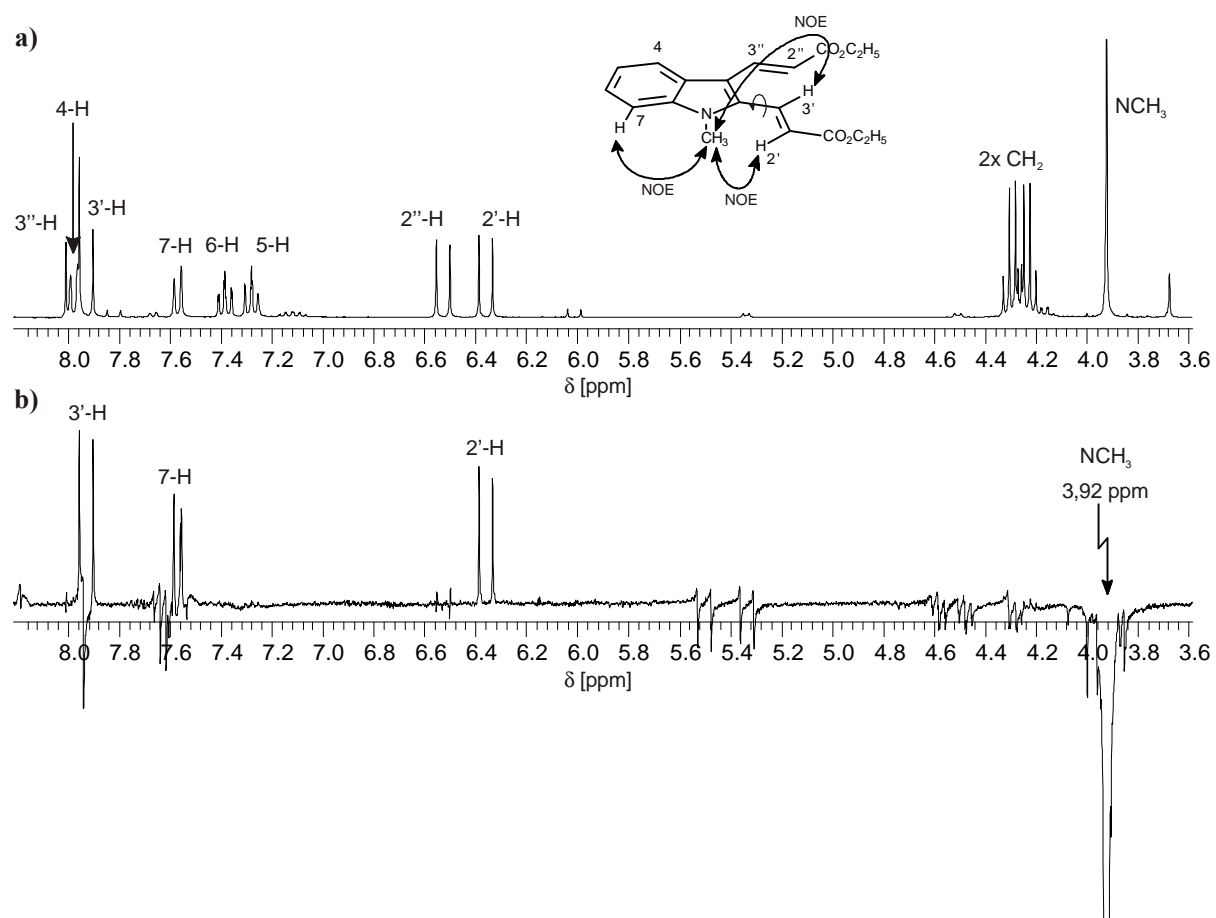 a)
NOE
4
3''
2''
CO₂C₂H₅
H
3'
H
7
N
CH₃
H
2'
CO₂C₂H₅
NOE
NOE
4-H
3''-H
3'-H
7-H
6-H
5-H
2''-H
2'-H
2x CH₂
NCH₃
8.0 7.8 7.6 7.4 7.2 7.0 6.8 6.6 6.4 6.2 6.0 5.8 5.6 5.4 5.2 5.0 4.8 4.6 4.4 4.2 4.0 3.8 3.6
δ [ppm]
b)
3'-H
7-H
2'-H
NCH₃
3,92 ppm
8.0 7.8 7.6 7.4 7.2 7.0 6.8 6.6 6.4 6.2 6.0 5.8 5.6 5.4 5.2 5.0 4.8 4.6 4.4 4.2 4.0 3.8 3.6
δ [ppm]